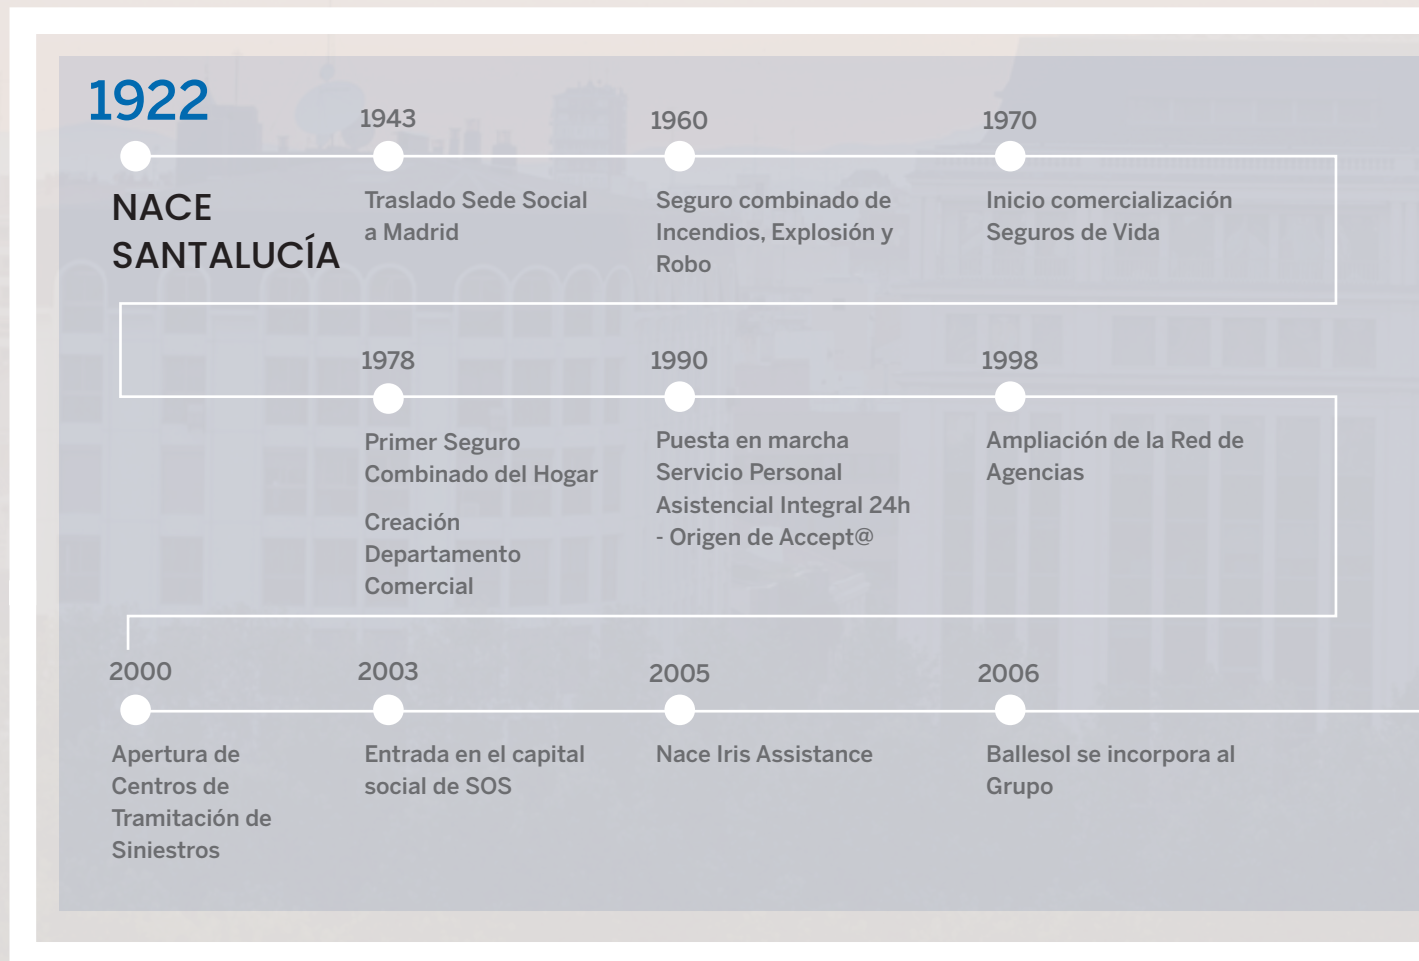 1922
NACE
SANTALUCÍA
1943
Traslado Sede Social
a Madrid
1960
Seguro combinado de
Incendios, Explosión y
Robo
1970
Inicio comercialización
Seguros de Vida
1978
Primer Seguro
Combinado del Hogar
Creación
Departamento
Comercial
1990
Puesta en marcha
Servicio Personal
Asistencial Integral 24h
- Origen de Accept@
1998
Ampliación de la Red de
Agencias
2000
Apertura de
Centros de
Tramitación de
Siniestros
2003
Entrada en el capital
social de SOS
2005
Nace Iris Assistance
2006
Ballesol se incorpora al
Grupo